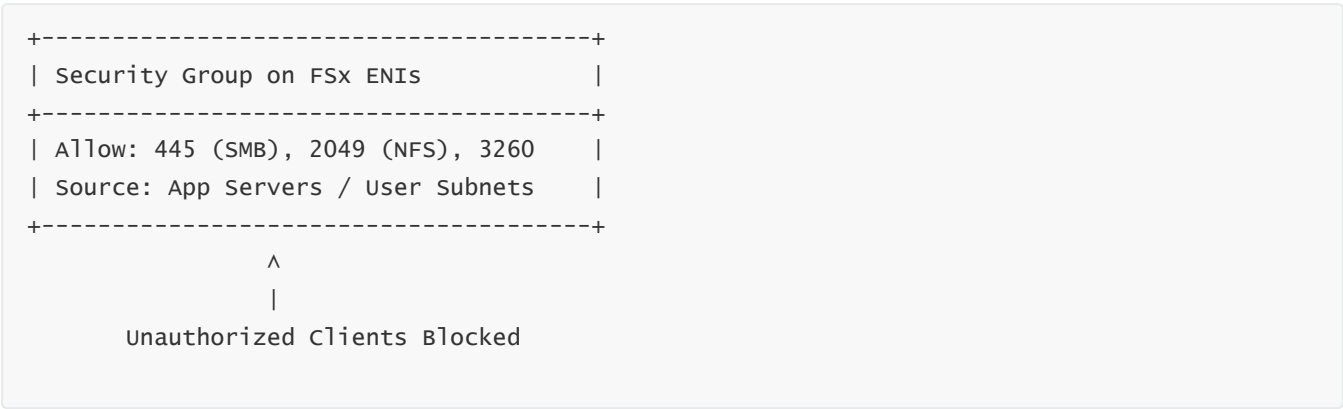 +---------------------------------------+
| Security Group on FSx ENIs            |
+---------------------------------------+
| Allow: 445 (SMB), 2049 (NFS), 3260    |
| Source: App Servers / User Subnets    |
+---------------------------------------+
                 ^
                 |
       Unauthorized Clients Blocked